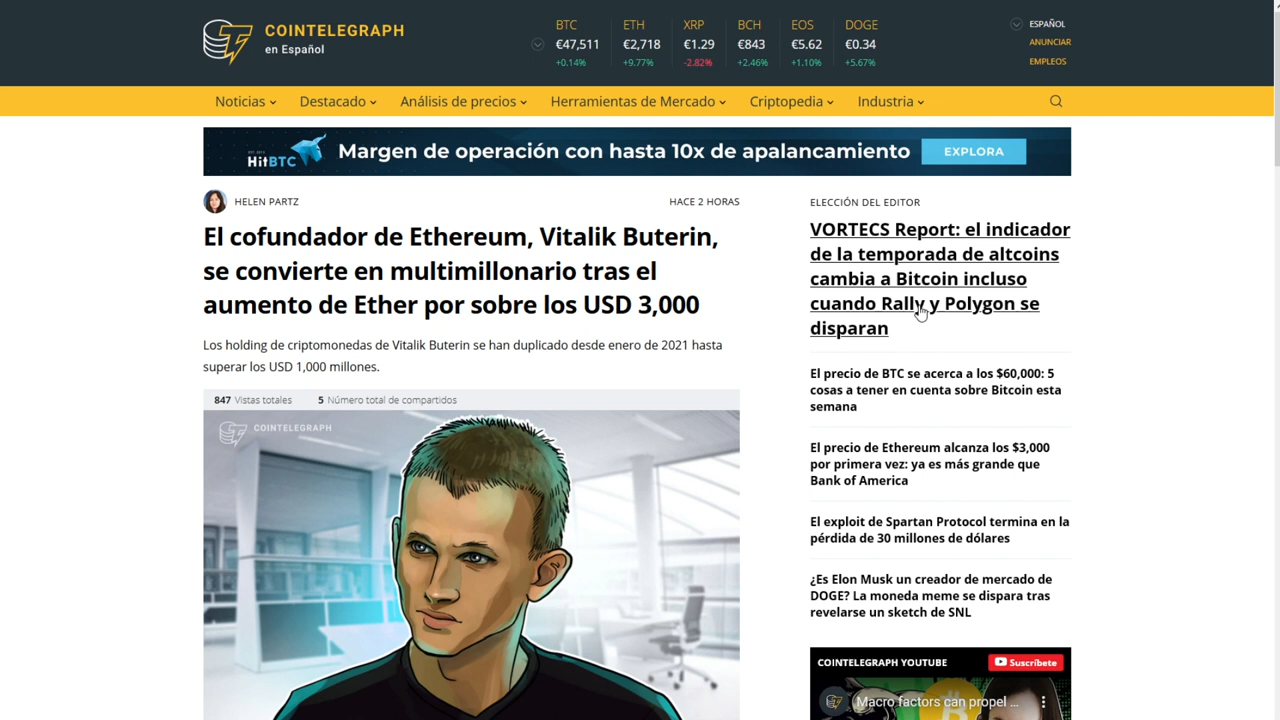 COINTELEGRAPH
en Español
BTC
€47,511
+0.14%
ETH
€2,718
+9.77%
XRP
€1.29
-2.82%
BCH
€843
+2.46%
EOS
€5.62
+1.10%
DOGE
€0.34
+5.67%
ESPAÑOL
ANUNCIAR
EMPLEOS
Noticias
Destacado
Análisis de precios
Herramientas de Mercado
Criptopedia
Industria
HitBTC
Margen de operación con hasta 10x de apalancamiento
EXPLORA
HELEN PARTZ
HACE 2 HORAS
El cofundador de Ethereum, Vitalik Buterin,
se convierte en multimillonario tras el
aumento de Ether por sobre los USD 3,000
Los holding de criptomonedas de Vitalik Buterin se han duplicado desde enero de 2021 hasta
superar los USD 1,000 millones.
847 Vistas totales
5 Número total de compartidos
COINTELEGRAPH
ELECCIÓN DEL EDITOR
VORTECS Report: el indicador
de la temporada de altcoins
cambia a Bitcoin incluso
cuando Rally y Polygon se
disparan
El precio de BTC se acerca a los $60,000: 5
cosas a tener en cuenta sobre Bitcoin esta
semana
El precio de Ethereum alcanza los $3,000
por primera vez: ya es más grande que
Bank of America
El exploit de Spartan Protocol termina en la
pérdida de 30 millones de dólares
¿Es Elon Musk un creador de mercado de
DOGE? La moneda meme se dispara tras
revelarse un sketch de SNL
COINTELEGRAPH YOUTUBE
Suscríbete
Macro factors can propel ...